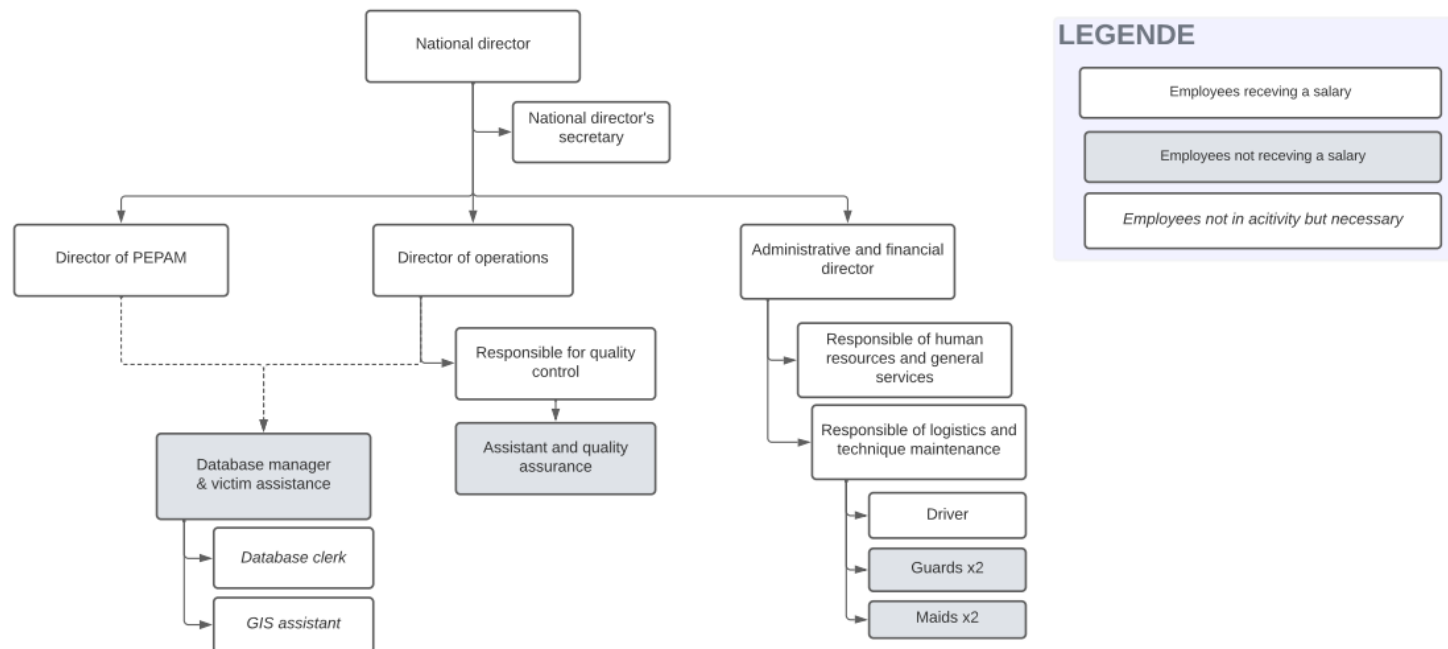 National director
LEGENDE
Employees receving a salary
National director's
secretary
Employees not receving a salary
Employees not in acitivity but necessary
Director of PEPAM
Director of operations
Administrative and financial
director
Responsible for quality
control
Responsible of human
resources and general
services
Assistant and quality
assurance
Responsible of logistics and
technique maintenance
Database manager
& victim assistance
Driver
Database clerk
Guards x2
GIS assistant
Maids x2